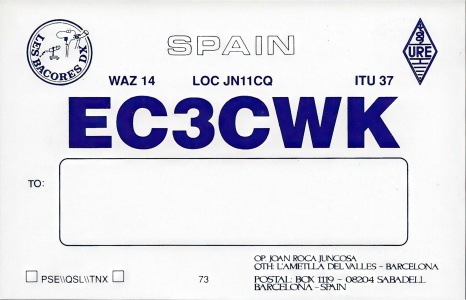 LES BACORES DX
SPAIN
URE
WAZ 14 LOC JN11CQ ITU 37
EC3CWK
TO:
OP JOAN ROCA JUNCOSA
QTH: L'AMETLLA DEL VALLES - BARCELONA
PSE\\QSL\\TNX 73
POSTAL: BOX 1119 - 08204 SABADELL
BARCELONA - SPAIN